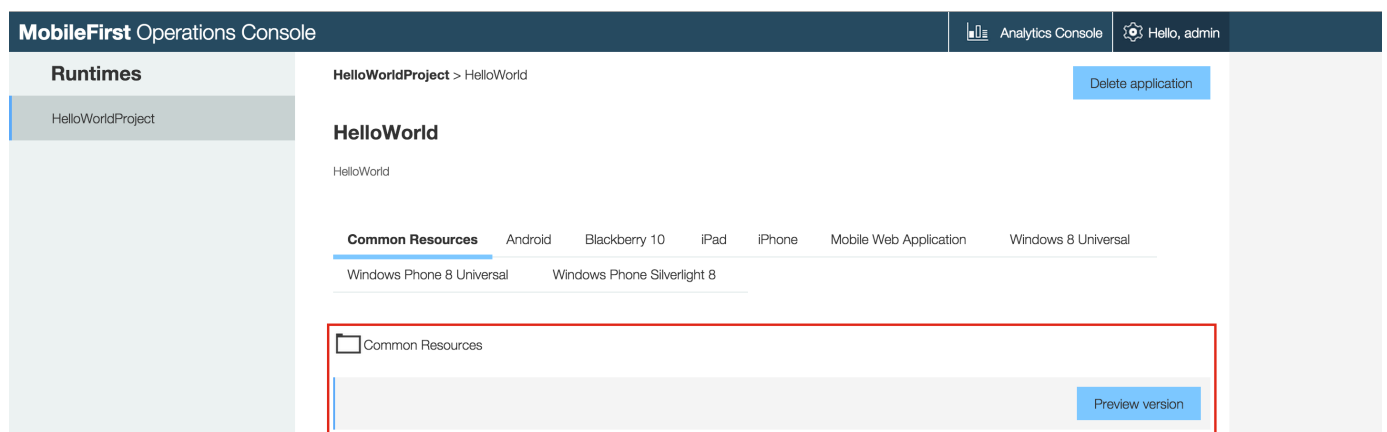 MobileFirst Operations Console Analytics Console Hello, admin
Runtimes
HelloWorldProject
HelloWorldProject > HelloWorld
Delete application
HelloWorld
HelloWorld
Common Resources Android Blackberry 10 iPad iPhone Mobile Web Application Windows 8 Universal
Windows Phone 8 Universal Windows Phone Silverlight 8
Common Resources
Preview version